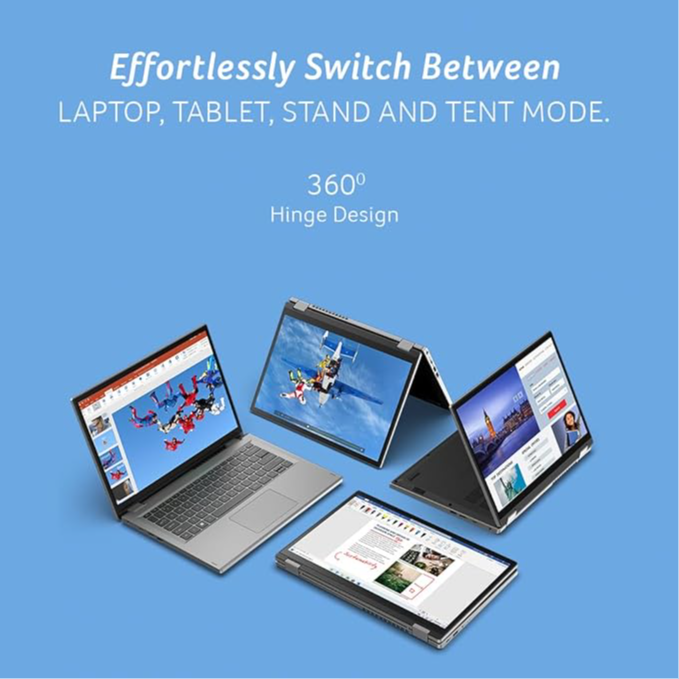 Effortlessly Switch Between
LAPTOP, TABLET, STAND AND TENT MODE.
360⁰
Hinge Design